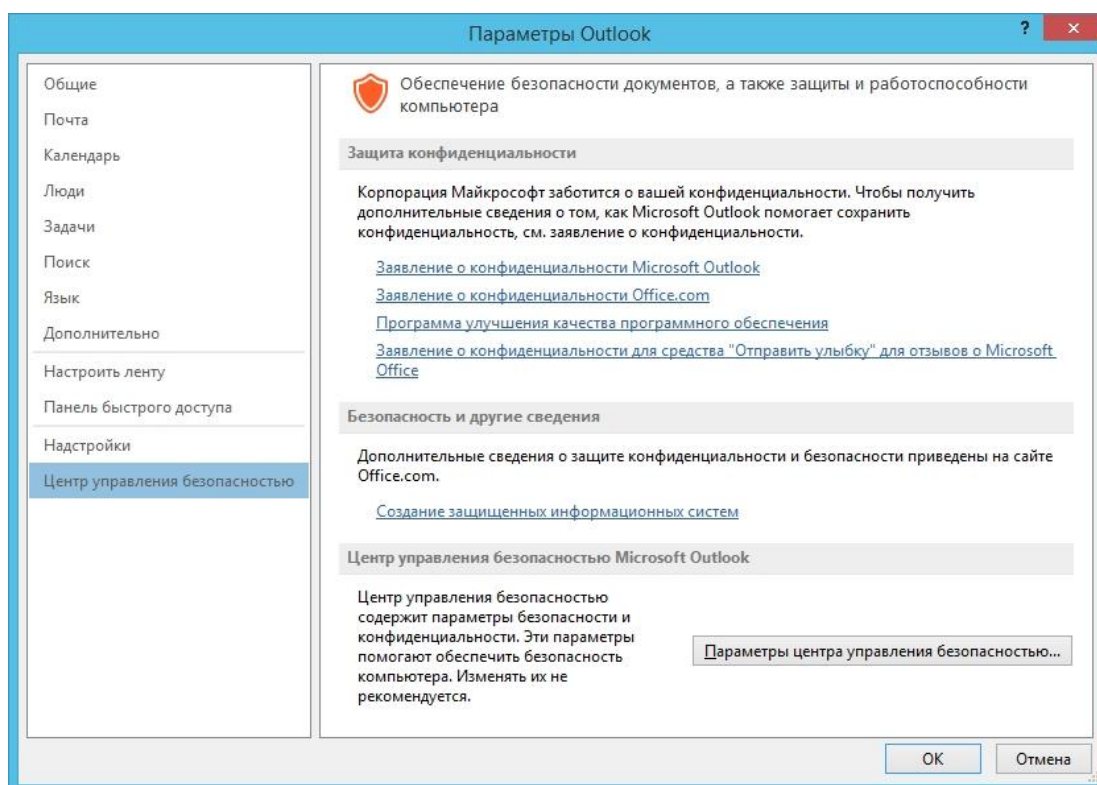 Параметры Outlook
?
Общие
Почта
Календарь
Люди
Задачи
Поиск
Язык
Дополнительно
Настроить ленту
Панель быстрого доступа
Надстройки
Центр управления безопасностью
Обеспечение безопасности документов, а также защиты и работоспособности
компьютера
Защита конфиденциальности
Корпорация Майкрософт заботится о вашей конфиденциальности. Чтобы получить
дополнительные сведения о том, как Microsoft Outlook помогает сохранить
конфиденциальность, см. заявление о конфиденциальности.
Заявление о конфиденциальности Microsoft Outlook
Заявление о конфиденциальности Office.com
Программа улучшения качества программного обеспечения
Заявление о конфиденциальности для средства "Отправить улыбку" для отзывов о Microsoft
Office
Безопасность и другие сведения
Дополнительные сведения о защите конфиденциальности и безопасности приведены на сайте
Office.com.
Создание защищенных информационных систем
Центр управления безопасностью Microsoft Outlook
Центр управления безопасностью
содержит параметры безопасности и
конфиденциальности. Эти параметры
помогают обеспечить безопасность
компьютера. Изменять их не
рекомендуется.
Параметры центра управления безопасностью...
ОК
Отмена